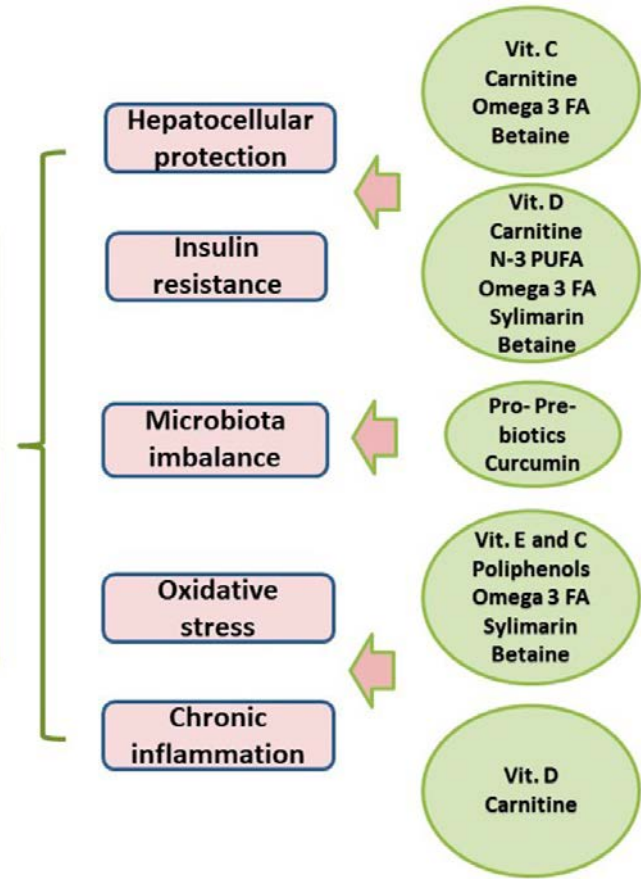 Hepatocellular
protection
Insulin
resistance
Microbiota
imbalance
Oxidative
stress
Chronic
inflammation
Vit. C
Carnitine
Omega 3 FA
Betaine
Vit. D
Carnitine
N-3 PUFA
Omega 3 FA
Sylimarin
Betaine
Pro- Pre-
biotics
Curcumin
Vit. E and C
Poliphenols
Omega 3 FA
Sylimarin
Betaine
Vit. D
Carnitine